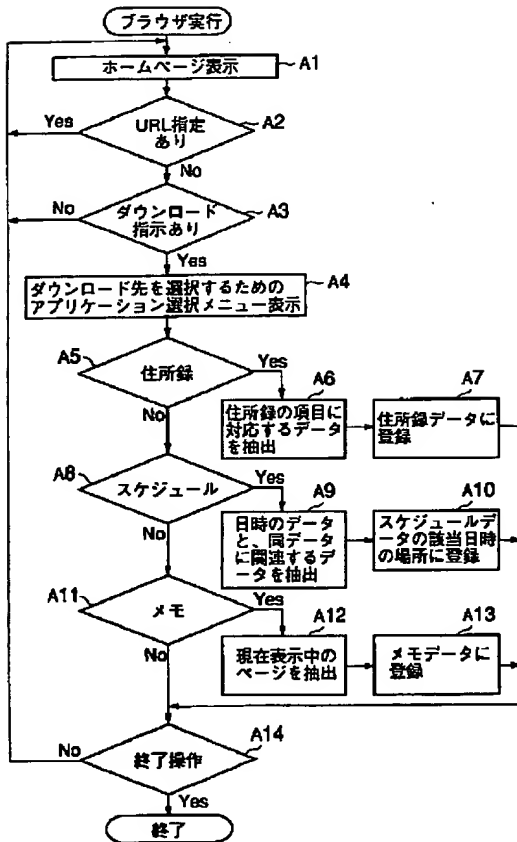 ブラウザ実行
ホームページ表示
A1
URL指定
あり
A2
Yes
No
ダウンロード
指示あり
A3
No
Yes
A4
ダウンロード先を選択するための
アプリケーション選択メニュー表示
A5
住所録
Yes
No
A6
住所録の項目に
対応するデータ
を抽出
A7
住所録データに
登録
A8
スケジュール
Yes
No
A9
日時のデータ
と、同データ
に関連するデ
ータを抽出
A10
スケジュールデ
ータの該当日時
の場所に登録
A11
メモ
Yes
No
A12
現在表示中の
ページを抽出
A13
メモデータに
登録
A14
終了操作
No
Yes
終了